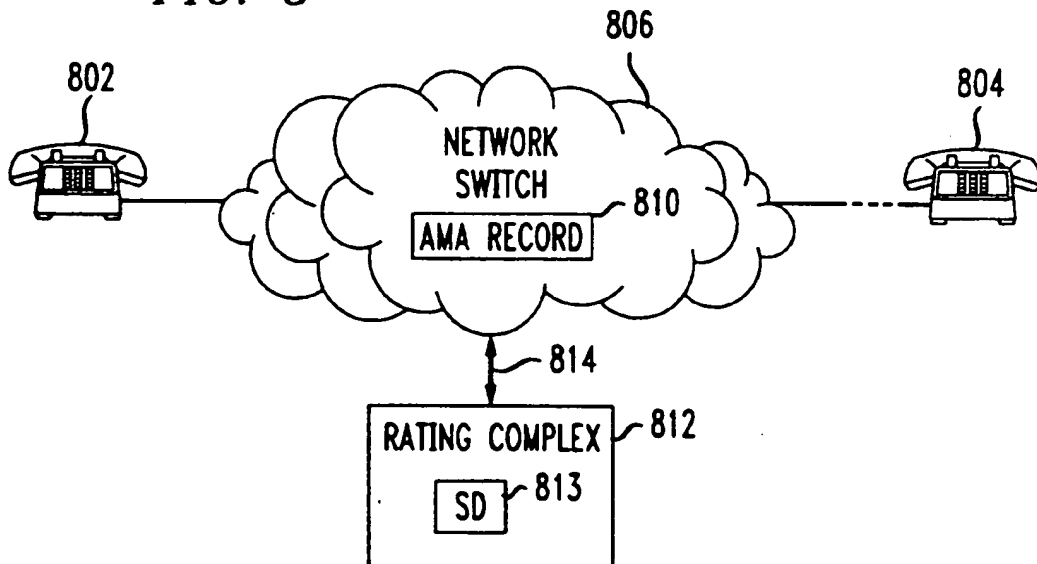 806
802
804
NETWORK
SWITCH
810
AMA RECORD
814
RATING COMPLEX
812
813
SD